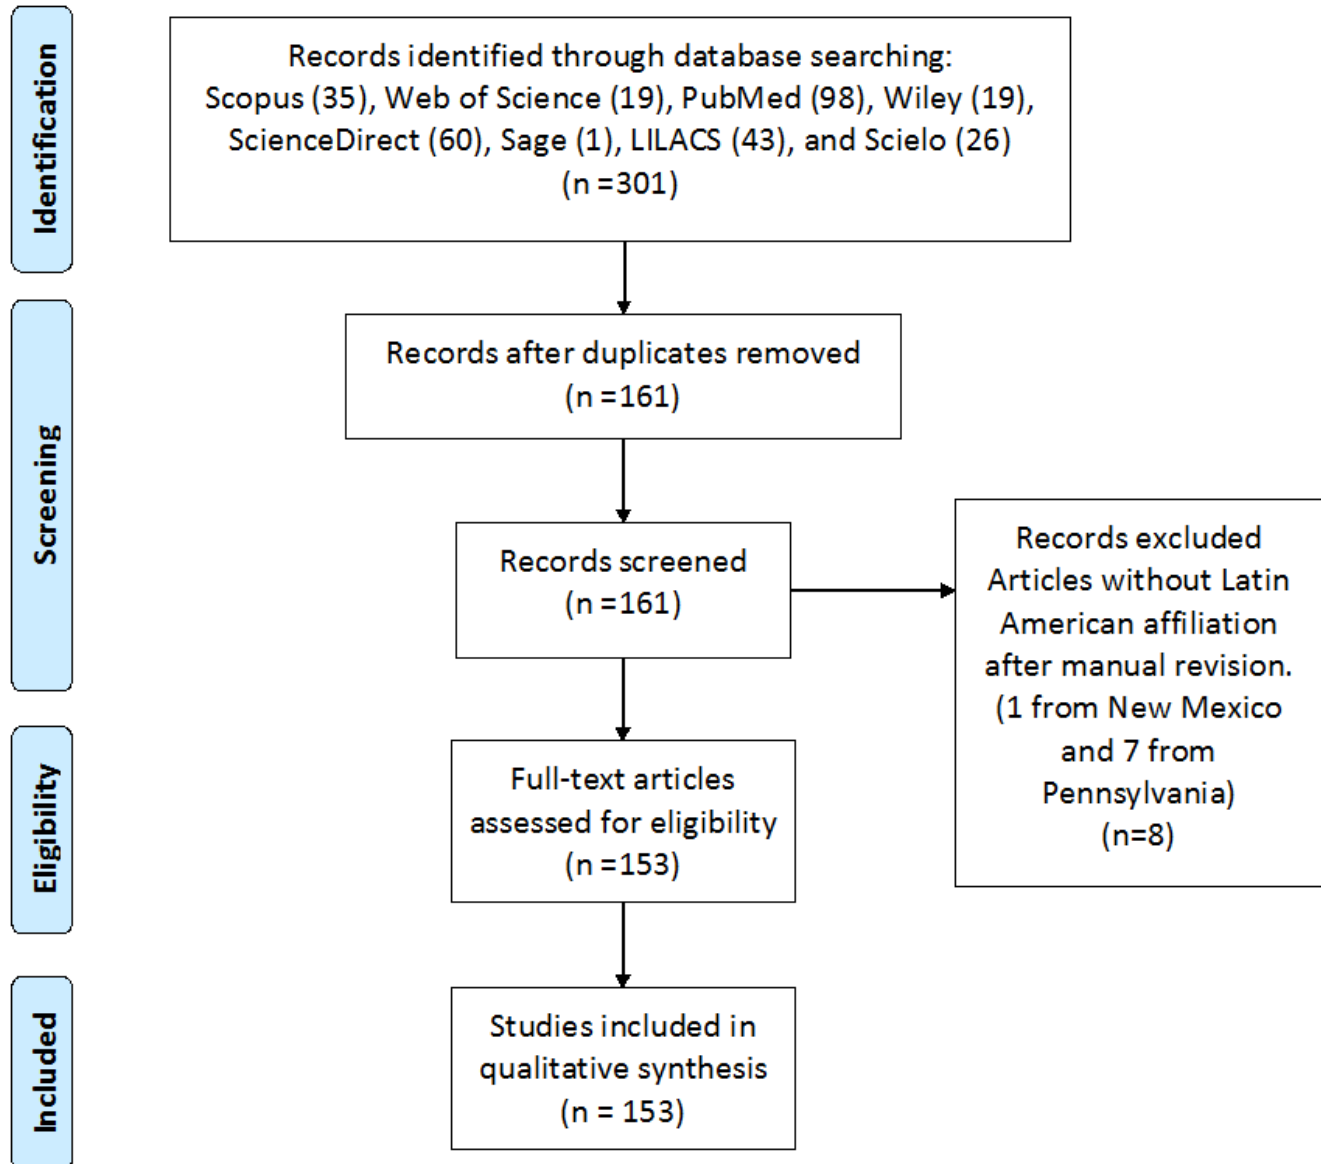 Identification
Records identified through database searching:
Scopus (35), Web of Science (19), PubMed (98), Wiley (19),
ScienceDirect (60), Sage (1), LILACS (43), and Scielo (26)
(n =301)
Screening
Records after duplicates removed
(n =161)
Records screened
(n =161)
Records excluded
Articles without Latin
American affiliation
after manual revision.
(1 from New Mexico
and 7 from
Pennsylvania)
(n=8)
Eligibility
Full-text articles
assessed for eligibility
(n =153)
Included
Studies included in
qualitative synthesis
(n = 153)